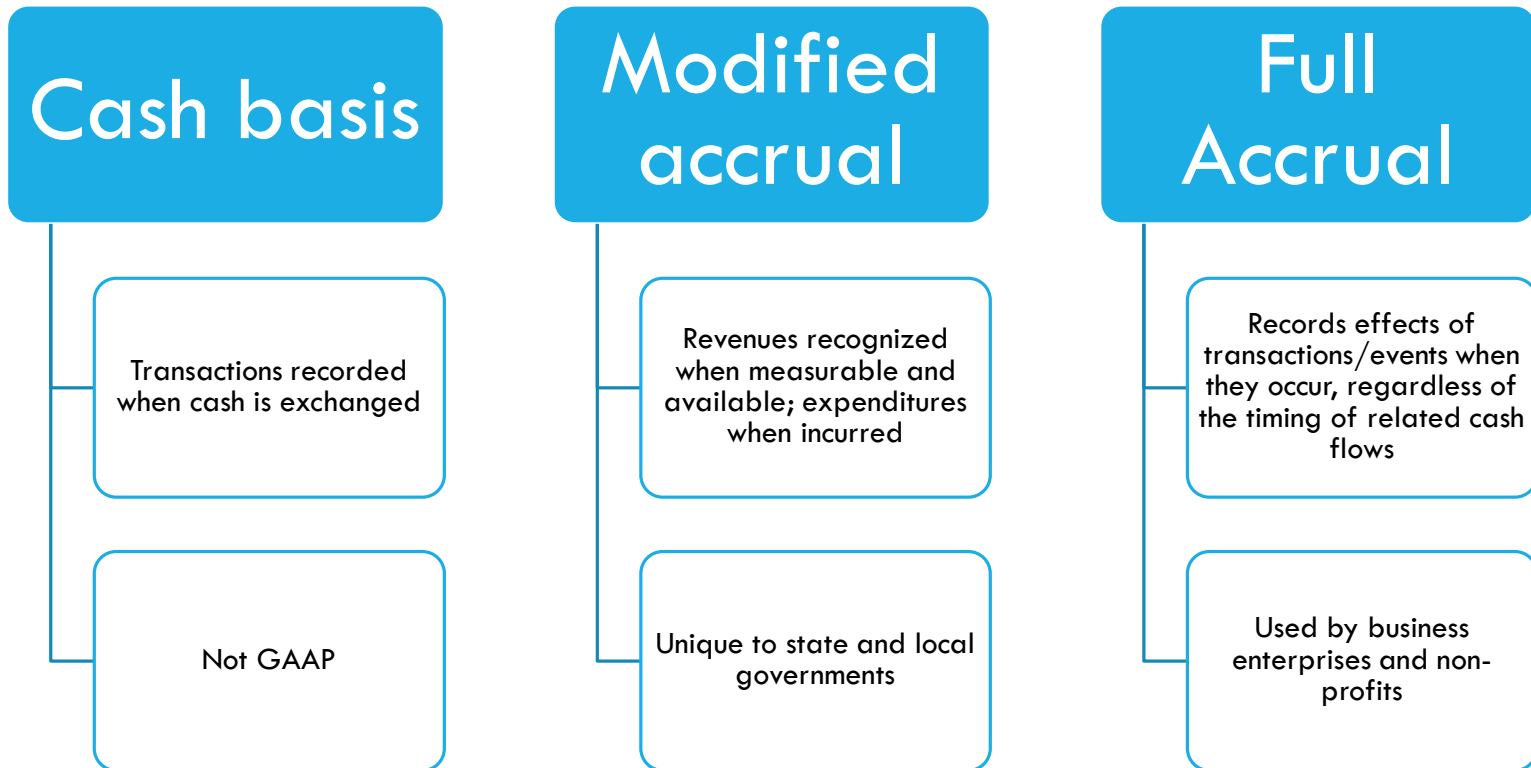 Cash basis
Transactions recorded
when cash is exchanged
Not GAAP
Modified
accrual
Revenues recognized
when measurable and
available; expenditures
when incurred
Unique to state and local
governments
Full
Accrual
Records effects of
transactions/events when
they occur, regardless of
the timing of related cash
flows
Used by business
enterprises and non-
profits